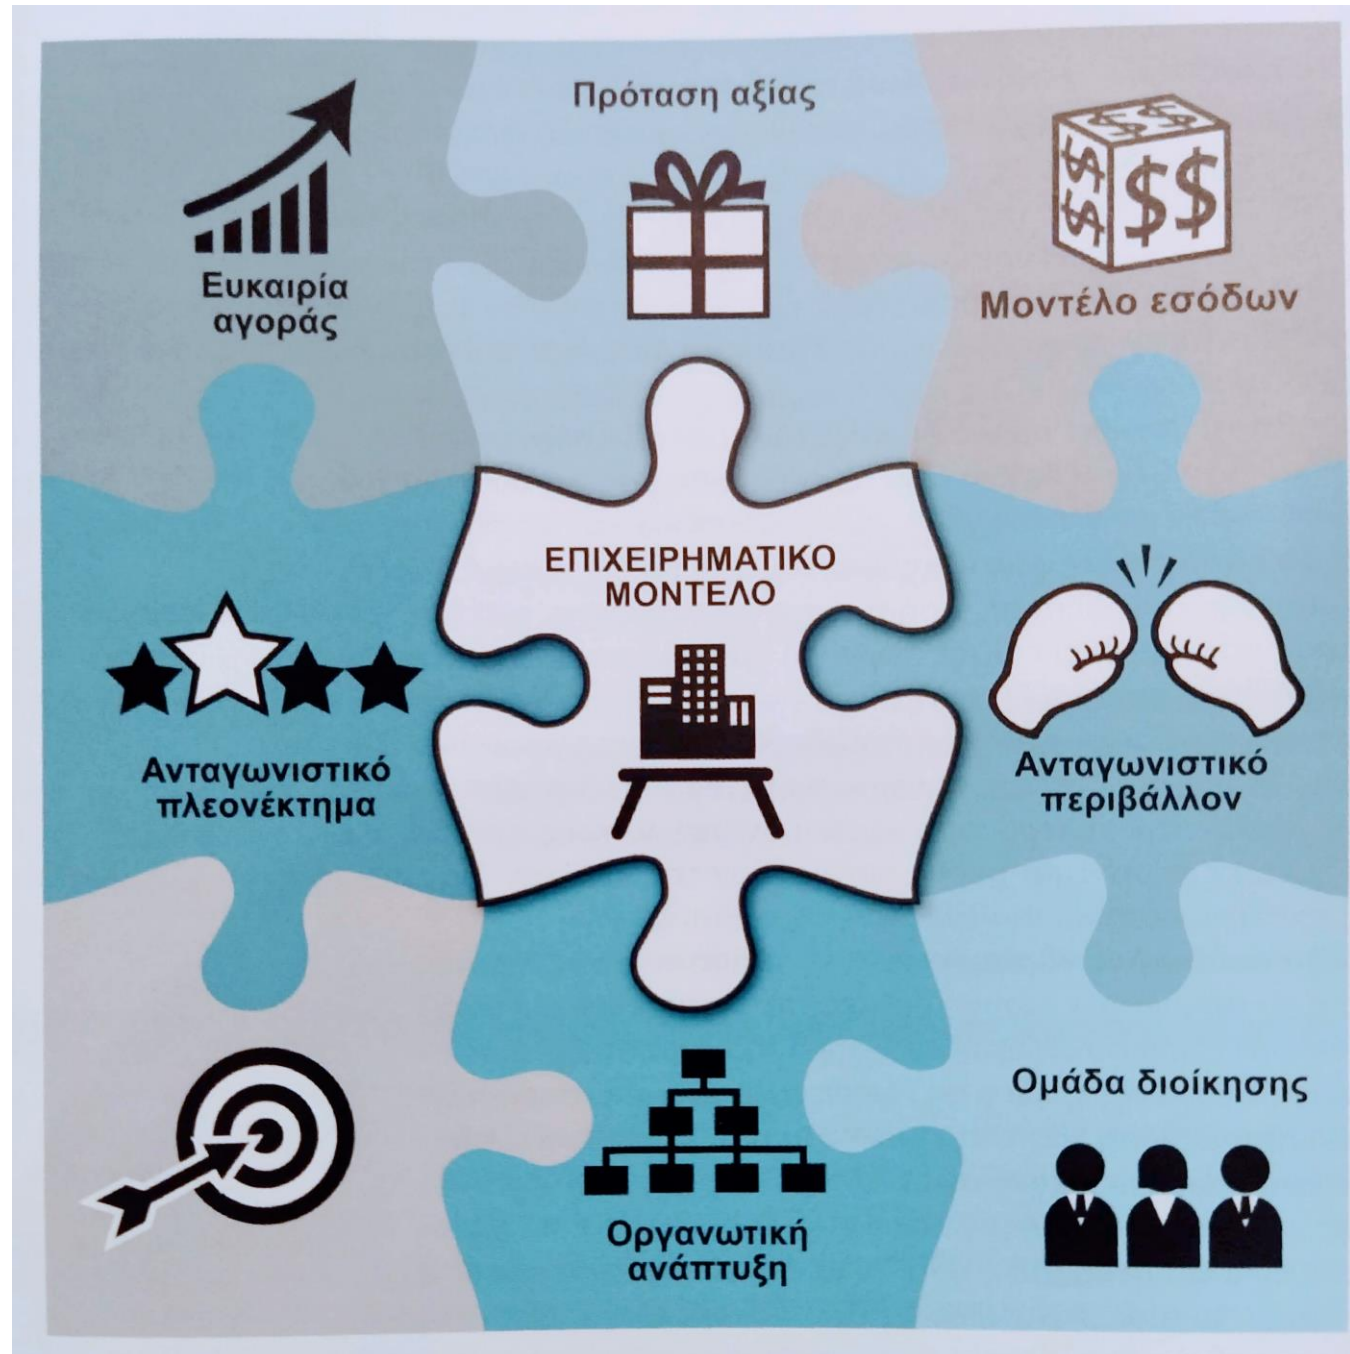 Πρόταση αξίας
Ευκαιρία
αγοράς
$$
$$
$$
Μοντέλο εσόδων
ΕΠΙΧΕΙΡΗΜΑΤΙΚΟ
ΜΟΝΤΕΛΟ
Ανταγωνιστικό
πλεονέκτημα
Ανταγωνιστικό
περιβάλλον
Οργανωτική
ανάπτυξη
Ομάδα διοίκησης